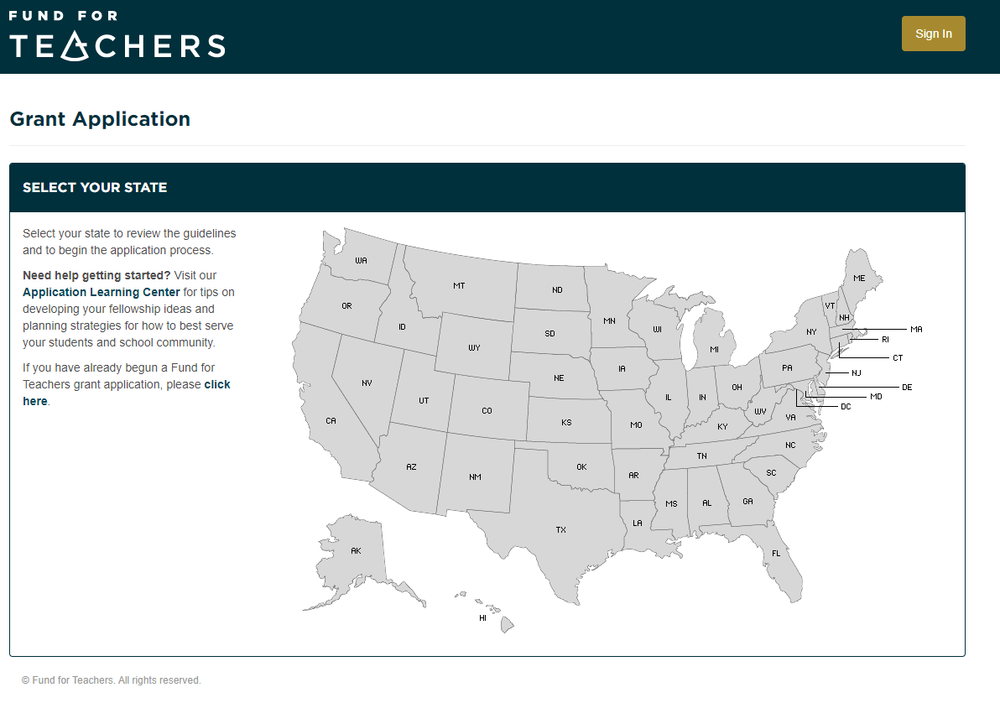 FUND FOR
TEACHERS
Sign In
Grant Application
SELECT YOUR STATE
Select your state to review the guidelines
and to begin the application process.
Need help getting started? Visit our
Application Learning Center for tips on
developing your fellowship ideas and
planning strategies for how to best serve
your students and school community.
If you have already begun a Fund for
Teachers grant application, please click
here.
WA
MT
ND
ME
OR
ID
MN
VT
NH
WI
NY
MA
SD
RI
WY
MI
CT
IA
PA
NJ
NE
NV
OH
DE
UT
IL
IN
MD
CO
WV
DC
VA
CA
KS
MO
KY
NC
TN
AZ
OK
SC
NM
AR
MS
AL
GA
LA
TX
AK
FL
HI
© Fund for Teachers. All rights reserved.